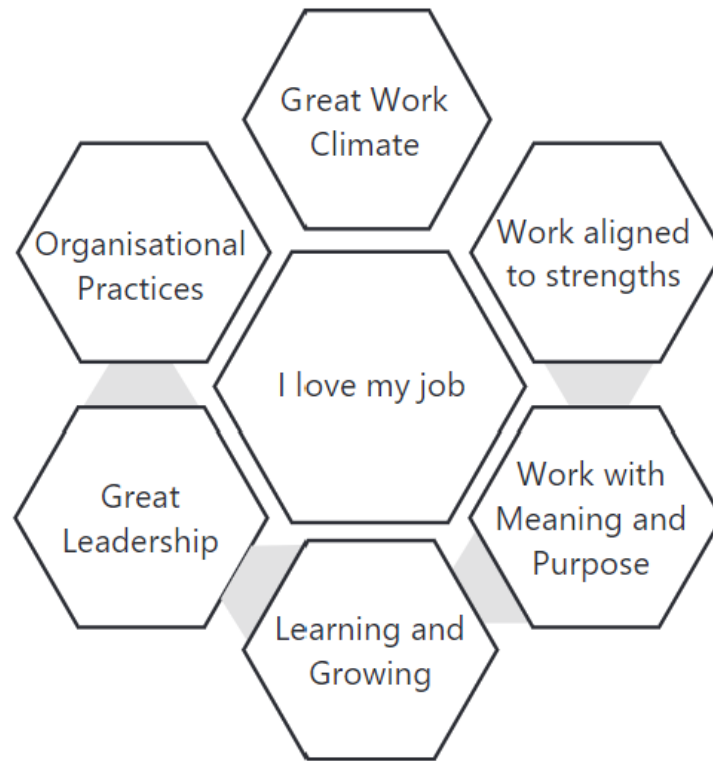 Great Work
Climate
Organisational
Practices
Work aligned
to strengths
I love my job
Great
Leadership
Work with
Meaning and
Purpose
Learning and
Growing